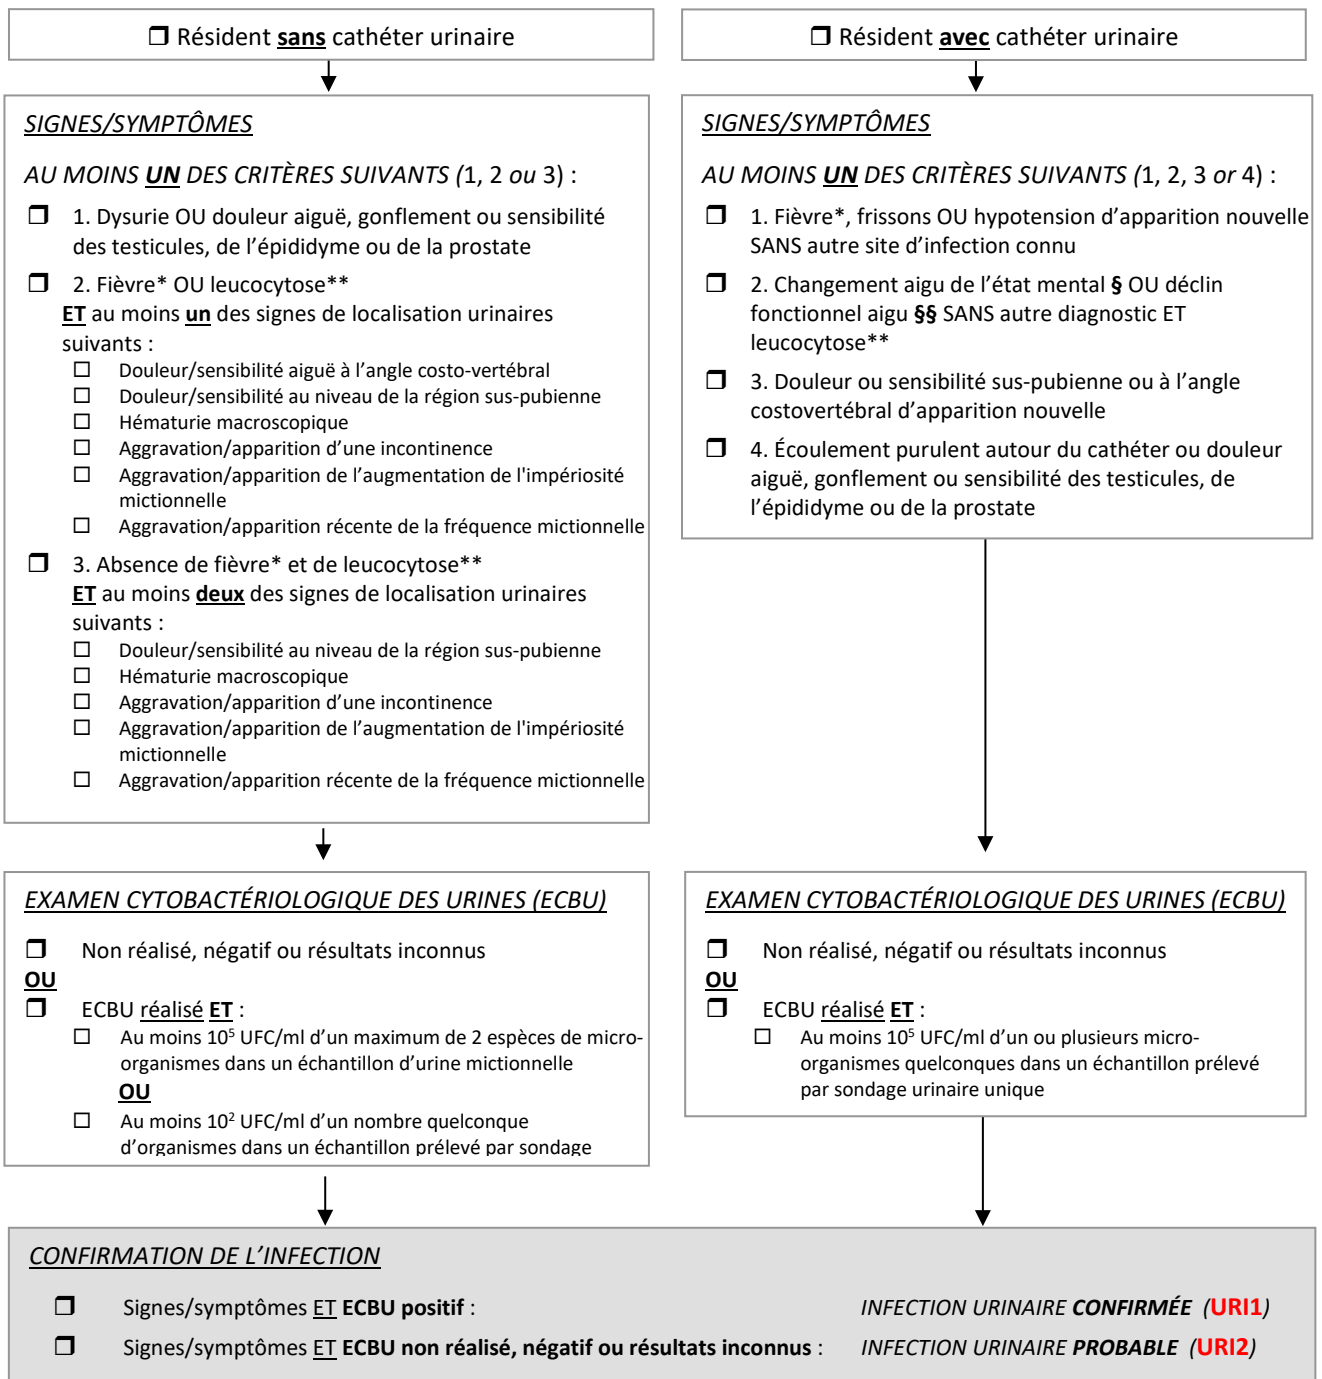 ❒ Résident sans cathéter urinaire
❒ Résident avec cathéter urinaire
SIGNES/SYMPTÔMES
AU MOINS UN DES CRITÈRES SUIVANTS (1, 2 ou 3) :
❒ 1. Dysurie OU douleur aiguë, gonflement ou sensibilité
des testicules, de l’épididyme ou de la prostate
❒ 2. Fièvre* OU leucocytose**
ET au moins un des signes de localisation urinaires
suivants :
☐ Douleur/sensibilité aiguë à l’angle costo-vertébral
☐ Douleur/sensibilité au niveau de la région sus-pubienne
☐ Hématurie macroscopique
☐ Aggravation/apparition d’une incontinence
☐ Aggravation/apparition de l’augmentation de l'impériosité
mictionnelle
☐ Aggravation/apparition récente de la fréquence mictionnelle
❒ 3. Absence de fièvre* et de leucocytose**
ET au moins deux des signes de localisation urinaires
suivants :
☐ Douleur/sensibilité au niveau de la région sus-pubienne
☐ Hématurie macroscopique
☐ Aggravation/apparition d’une incontinence
☐ Aggravation/apparition de l’augmentation de l'impériosité
mictionnelle
☐ Aggravation/apparition récente de la fréquence mictionnelle
SIGNES/SYMPTÔMES
AU MOINS UN DES CRITÈRES SUIVANTS (1, 2, 3 or 4) :
❒ 1. Fièvre*, frissons OU hypotension d’apparition nouvelle
SANS autre site d’infection connu
❒ 2. Changement aigu de l’état mental § OU déclin
fonctionnel aigu §§ SANS autre diagnostic ET
leucocytose**
❒ 3. Douleur ou sensibilité sus-pubienne ou à l’angle
costovertébral d’apparition nouvelle
❒ 4. Écoulement purulent autour du cathéter ou douleur
aiguë, gonflement ou sensibilité des testicules, de
l’épididyme ou de la prostate
EXAMEN CYTOBACTÉRIOLOGIQUE DES URINES (ECBU)
❒ Non réalisé, négatif ou résultats inconnus
OU
❒ ECBU réalisé ET :
☐ Au moins 10⁵ UFC/ml d’un maximum de 2 espèces de micro-
organismes dans un échantillon d’urine mictionnelle
OU
☐ Au moins 10² UFC/ml d’un nombre quelconque
d’organismes dans un échantillon prélevé par sondage
EXAMEN CYTOBACTÉRIOLOGIQUE DES URINES (ECBU)
❒ Non réalisé, négatif ou résultats inconnus
OU
❒ ECBU réalisé ET :
☐ Au moins 10⁵ UFC/ml d’un ou plusieurs micro-
organismes quelconques dans un échantillon prélevé
par sondage urinaire unique
CONFIRMATION DE L’INFECTION
❒ Signes/symptômes ET ECBU positif : INFECTION URINAIRE CONFIRMÉE (URI1)
❒ Signes/symptômes ET ECBU non réalisé, négatif ou résultats inconnus : INFECTION URINAIRE PROBABLE (URI2)